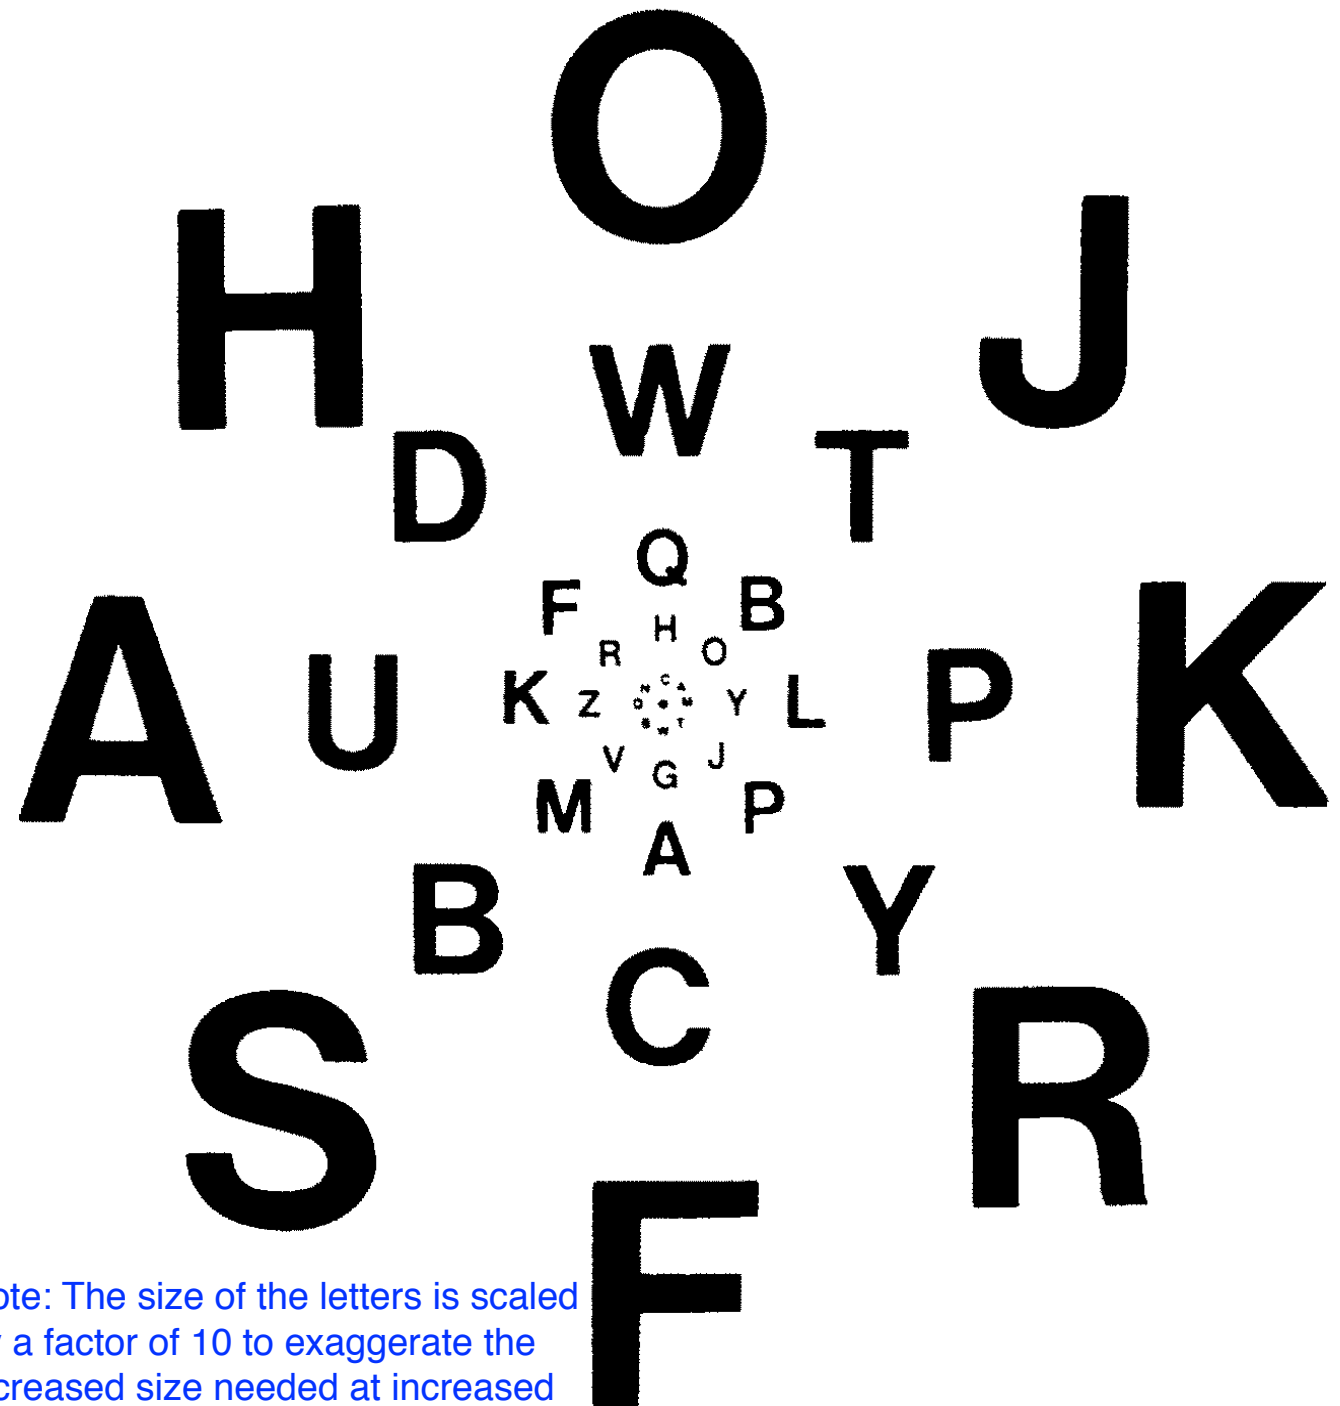 O
H J
W
D T
Q
F B
H
R O
A K
U P
K Z Y L
C
N A
D M
W
V J
G
M P
A
B Y
C
S R
F
ote: The size of the letters is scaled
a factor of 10 to exaggerate the
creased size needed at increased